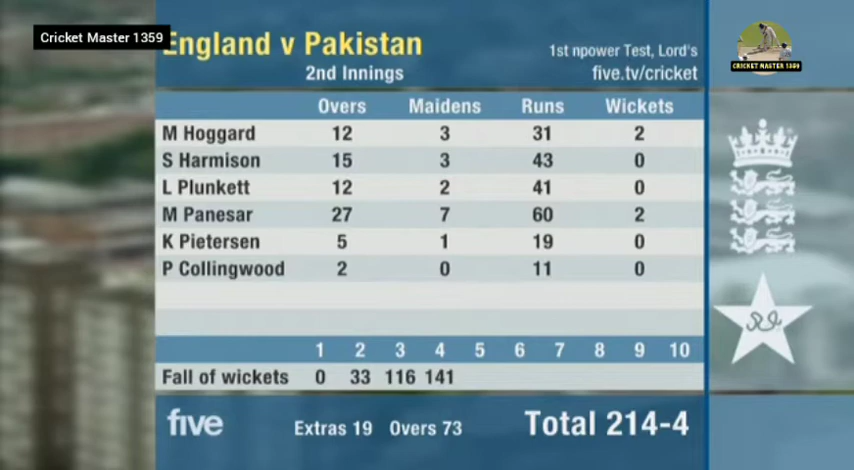 Cricket Master 1359
England v Pakistan
1st npower Test, Lord's
2nd Innings
five.tv/cricket
CRICKET MASTER 1359
Overs Maidens Runs Wickets
M Hoggard 12 3 31 2
S Harmison 15 3 43 0
L Plunkett 12 2 41 0
M Panesar 27 7 60 2
K Pietersen 5 1 19 0
P Collingwood 2 0 11 0
1 2 3 4 5 6 7 8 9 10
Fall of wickets 0 33 116 141
five Extras 19 Overs 73 Total 214-4